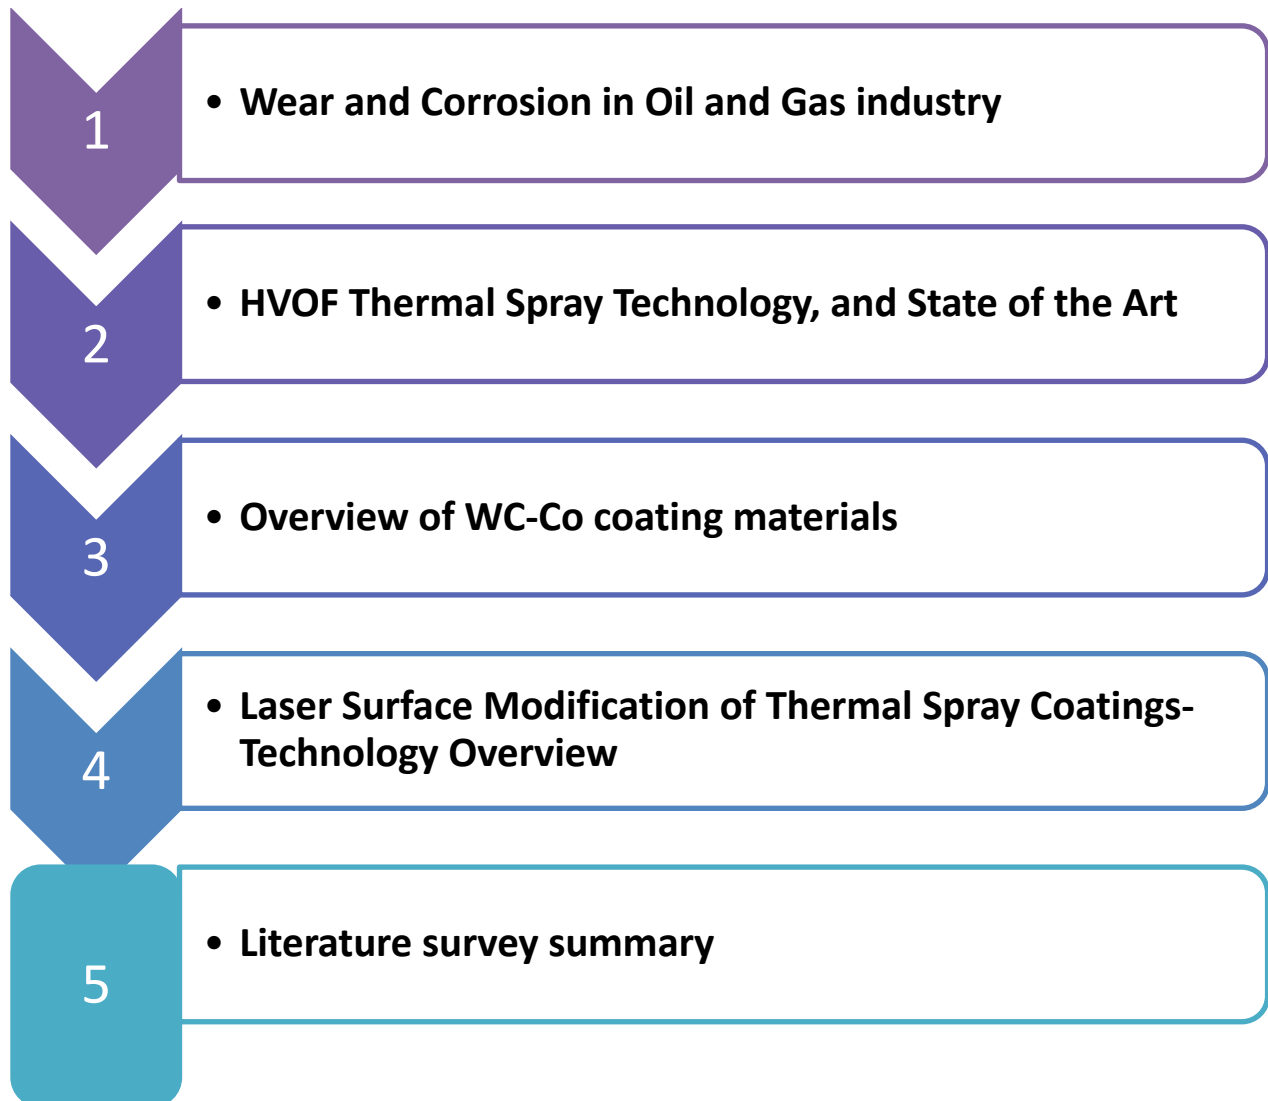 1
• Wear and Corrosion in Oil and Gas industry
2
• HVOF Thermal Spray Technology, and State of the Art
3
• Overview of WC-Co coating materials
4
• Laser Surface Modification of Thermal Spray Coatings-
Technology Overview
5
• Literature survey summary